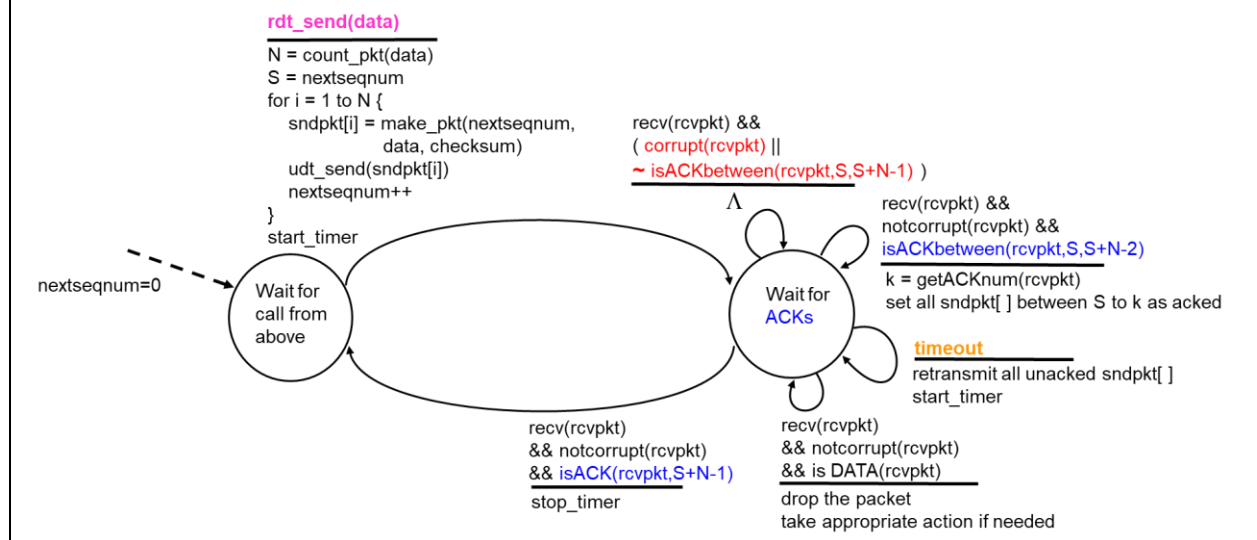 rdt_send(data)
N = count_pkt(data)
S = nextseqnum
for i = 1 to N {
sndpkt[i] = make_pkt(nextseqnum,
data, checksum)
udt_send(sndpkt[i])
nextseqnum++
}
start_timer
recv(rcvpkt) &&
( corrupt(rcvpkt) ||
~ isACKbetween(rcvpkt,S,S+N-1) )
Λ
recv(rcvpkt) &&
notcorrupt(rcvpkt) &&
isACKbetween(rcvpkt,S,S+N-2)
k = getACKnum(rcvpkt)
set all sndpkt[ ] between S to k as acked
nextseqnum=0
Wait for
call from
above
Wait for
ACKs
timeout
retransmit all unacked sndpkt[ ]
start_timer
recv(rcvpkt)
&& notcorrupt(rcvpkt)
&& isACK(rcvpkt,S+N-1)
stop_timer
recv(rcvpkt)
&& notcorrupt(rcvpkt)
&& is DATA(rcvpkt)
drop the packet
take appropriate action if needed